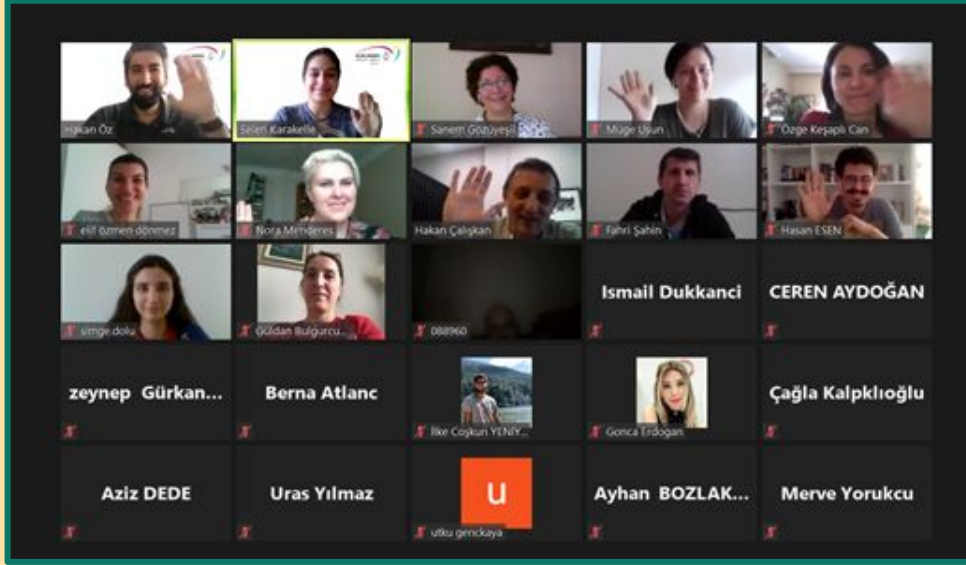 Hakan Öz
Selen Karakelle
Sanem Gözüyeşil
Müge Uşun
Özge Keşaplı Can
elif özmen dönmez
Nora Menderes
Hakan Çalışkan
Fahri Şahin
Hasan ESEN
simge dolu
Güldan Bulgurcu...
088960
Ismail Dukkanci
CEREN AYDOĞAN
zeynep Gürkan...
Berna Atlanc
İlke Coşkun YENİY...
Gonca Erdogan
Çağla Kalpklıoğlu
Aziz DEDE
Uras Yılmaz
u
utku genckaya
Ayhan BOZLAK...
Merve Yorukcu